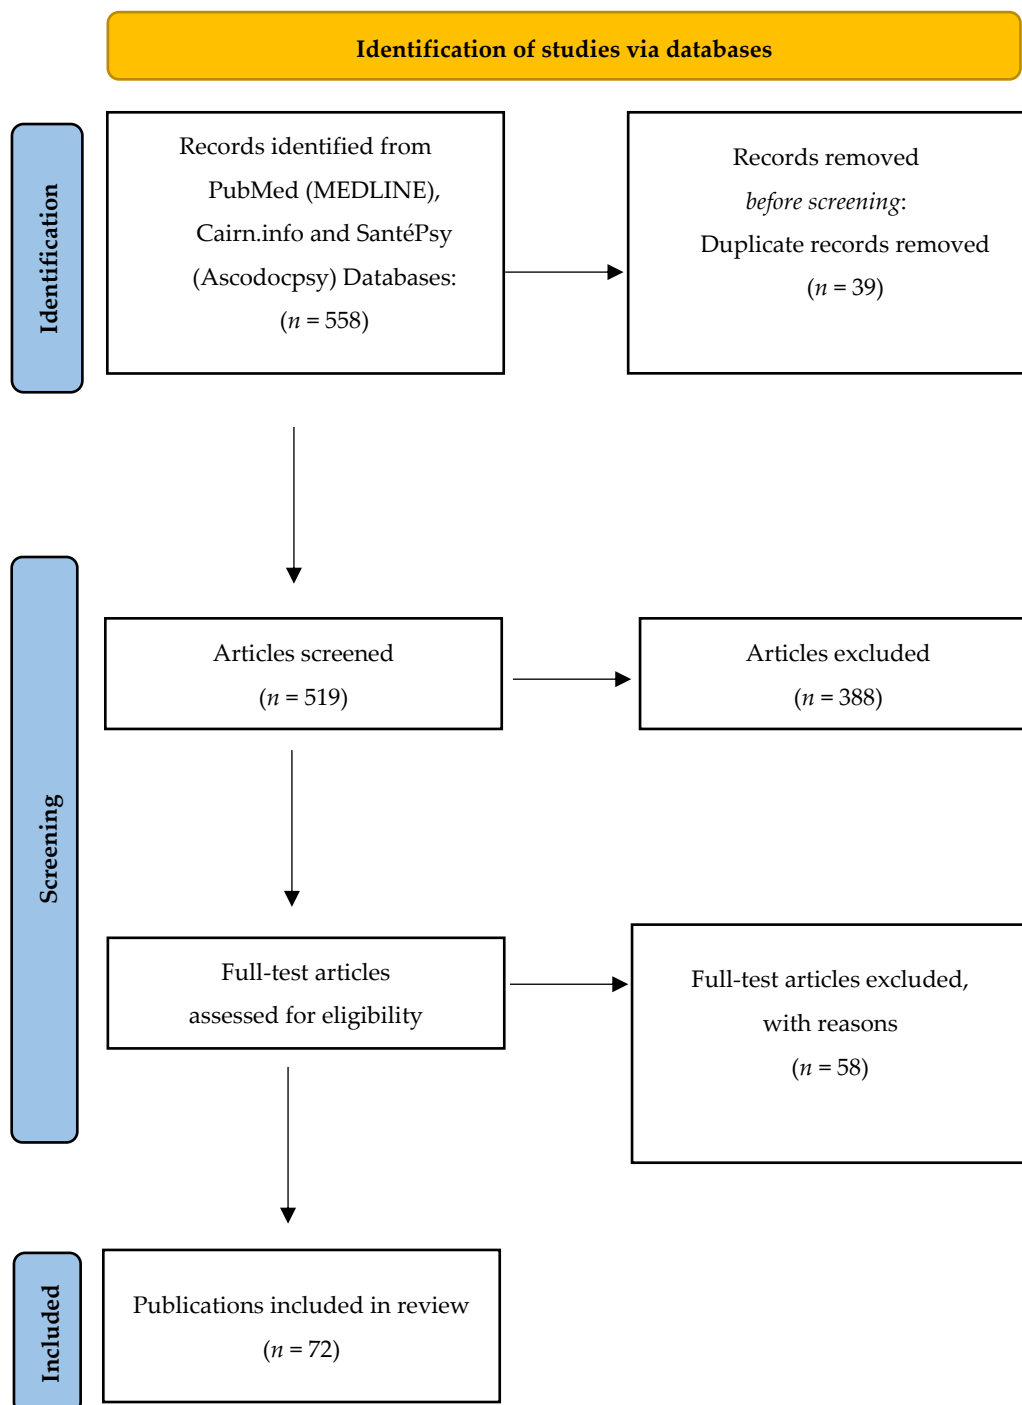 Identification of studies via databases
Identification
Records identified from
PubMed (MEDLINE),
Cairn.info and SantéPsy
(Ascodocpsy) Databases:
(n = 558)
Records removed
before screening:
Duplicate records removed
(n = 39)
Screening
Articles screened
(n = 519)
Articles excluded
(n = 388)
Full-test articles
assessed for eligibility
Full-test articles excluded,
with reasons
(n = 58)
Included
Publications included in review
(n = 72)